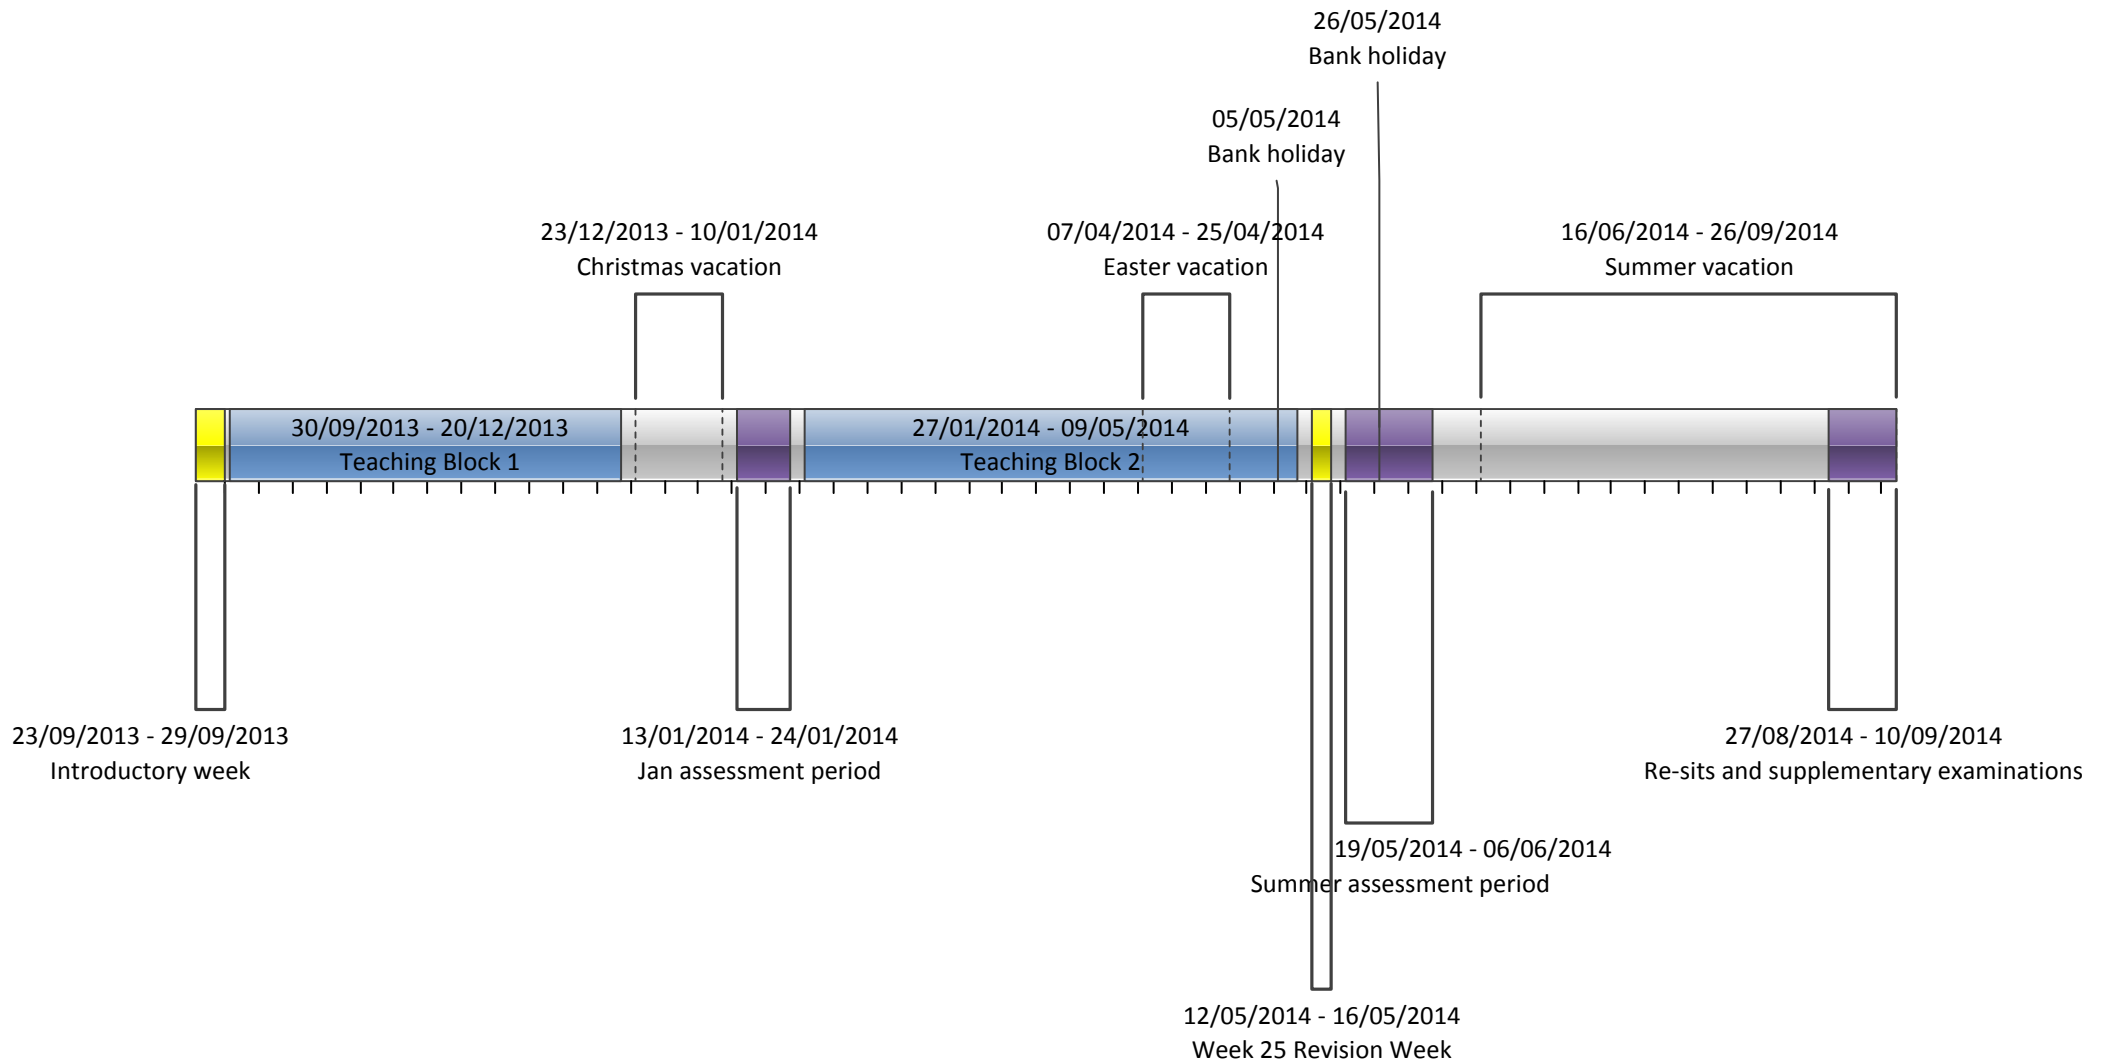 26/05/2014
Bank holiday
05/05/2014
Bank holiday
23/12/2013 - 10/01/2014
Christmas vacation
07/04/2014 - 25/04/2014
Easter vacation
16/06/2014 - 26/09/2014
Summer vacation
30/09/2013 - 20/12/2013
Teaching Block 1
27/01/2014 - 09/05/2014
Teaching Block 2
23/09/2013 - 29/09/2013
Introductory week
13/01/2014 - 24/01/2014
Jan assessment period
27/08/2014 - 10/09/2014
Re-sits and supplementary examinations
19/05/2014 - 06/06/2014
Summer assessment period
12/05/2014 - 16/05/2014
Week 25 Revision Week